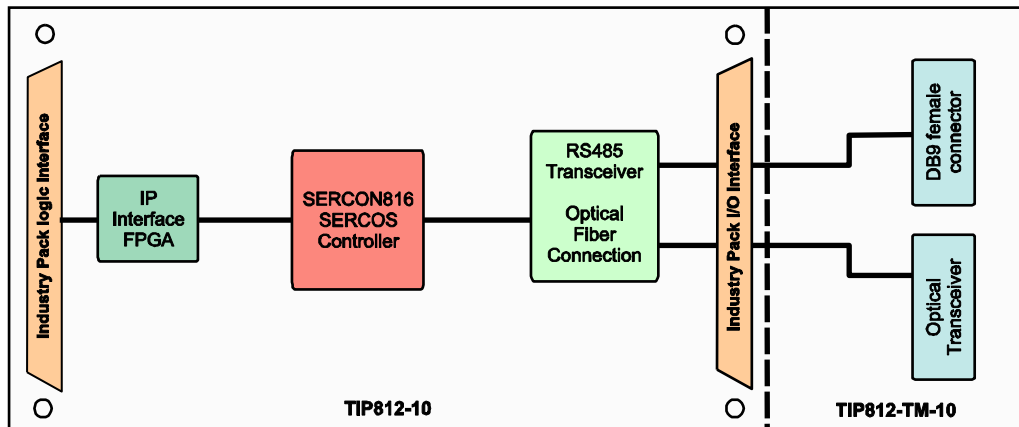 Industry Pack logic Interface
IP
Interface
FPGA
SERCON816
SERCOS
Controller
RS485
Transceiver
Optical
Fiber
Connection
Industry Pack I/O Interface
DB9 female
connector
Optical
Transceiver
TIP812-10
TIP812-TM-10